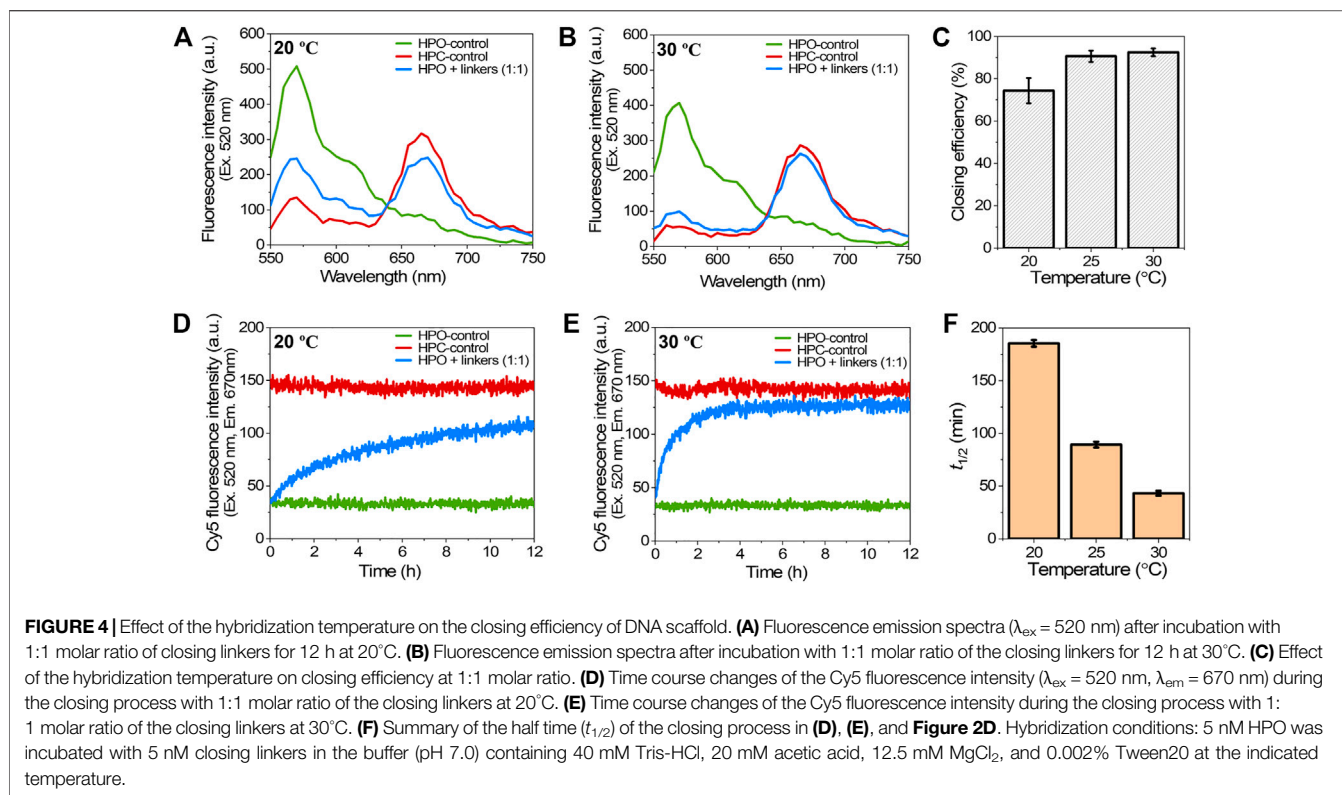 A
20 °C
HPO-control
HPC-control
HPO + linkers (1:1)
600
500
400
300
200
100
0
550 600 650 700 750
Wavelength (nm)
Fluorescence intensity (a.u.)
(Ex. 520 nm)
B
30 °C
HPO-control
HPC-control
HPO + linkers (1:1)
600
500
400
300
200
100
0
550 600 650 700 750
Wavelength (nm)
Fluorescence intensity (a.u.)
(Ex. 520 nm)
C
100
80
60
40
20
0
20 25 30
Temperature (°C)
Closing efficiency (%)
D
20 °C
HPO-control
HPC-control
HPO + linkers (1:1)
200
150
100
50
0
0 2 4 6 8 10 12
Time (h)
Cy5 fluorescence intensity (a.u.)
(Ex. 520 nm, Em. 670nm)
E
30 °C
HPO-control
HPC-control
HPO + linkers (1:1)
200
150
100
50
0
0 2 4 6 8 10 12
Time (h)
Cy5 fluorescence intensity (a.u.)
(Ex. 520 nm, Em. 670 nm)
F
200
150
100
50
0
20 25 30
Temperature (°C)
t1/2 (min)
FIGURE 4 | Effect of the hybridization temperature on the closing efficiency of DNA scaffold. (A) Fluorescence emission spectra (λex = 520 nm) after incubation with
1:1 molar ratio of closing linkers for 12 h at 20°C. (B) Fluorescence emission spectra after incubation with 1:1 molar ratio of the closing linkers for 12 h at 30°C. (C) Effect
of the hybridization temperature on closing efficiency at 1:1 molar ratio. (D) Time course changes of the Cy5 fluorescence intensity (λex = 520 nm, λem = 670 nm) during
the closing process with 1:1 molar ratio of the closing linkers at 20°C. (E) Time course changes of the Cy5 fluorescence intensity during the closing process with 1:
1 molar ratio of the closing linkers at 30°C. (F) Summary of the half time (t1/2) of the closing process in (D), (E), and Figure 2D. Hybridization conditions: 5 nM HPO was
incubated with 5 nM closing linkers in the buffer (pH 7.0) containing 40 mM Tris-HCl, 20 mM acetic acid, 12.5 mM MgCl2, and 0.002% Tween20 at the indicated
temperature.